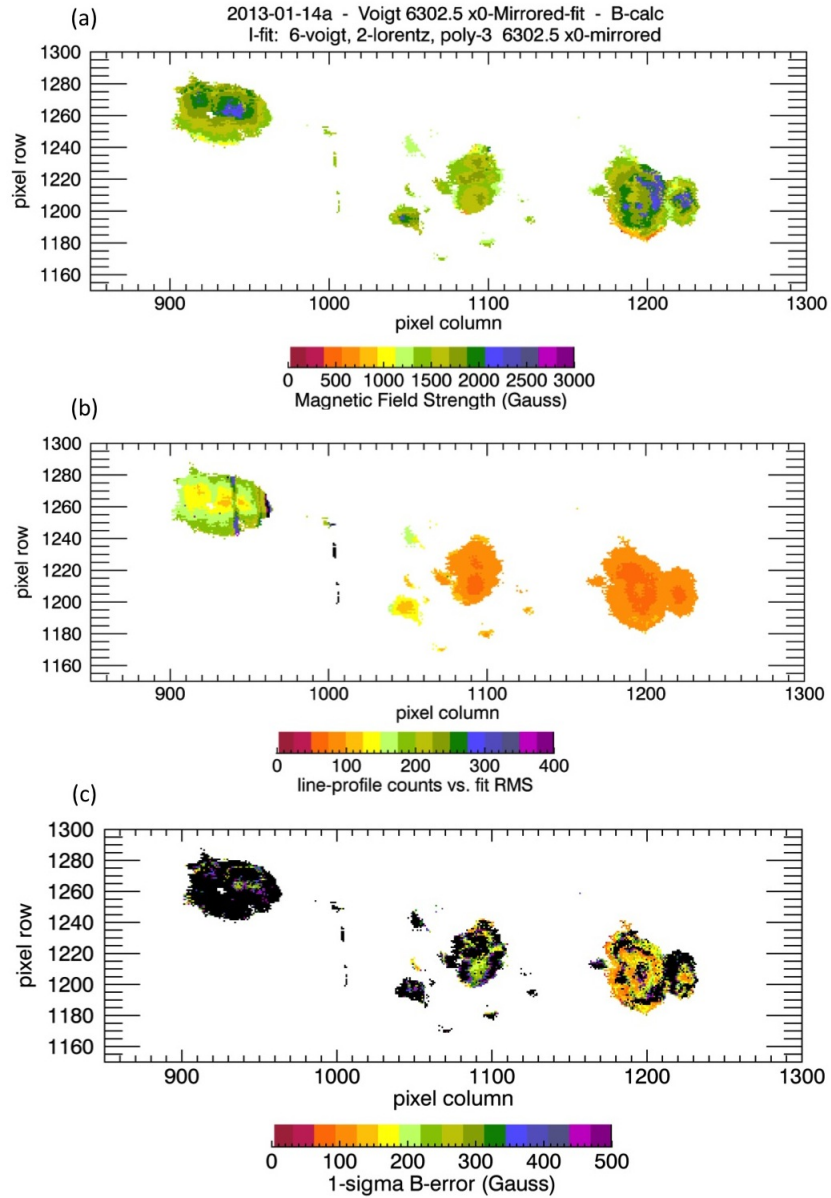 (a)
2013-01-14a - Voigt 6302.5 x0-Mirrored-fit - B-calc
I-fit: 6-voigt, 2-lorentz, poly-3 6302.5 x0-mirrored
1300
1280
1260
1240
1220
1200
1180
1160
pixel row
900 1000 1100 1200 1300
pixel column
0 500 1000 1500 2000 2500 3000
Magnetic Field Strength (Gauss)
(b)
1300
1280
1260
1240
1220
1200
1180
1160
pixel row
900 1000 1100 1200 1300
pixel column
0 100 200 300 400
line-profile counts vs. fit RMS
(c)
1300
1280
1260
1240
1220
1200
1180
1160
pixel row
900 1000 1100 1200 1300
pixel column
0 100 200 300 400 500
1-sigma B-error (Gauss)